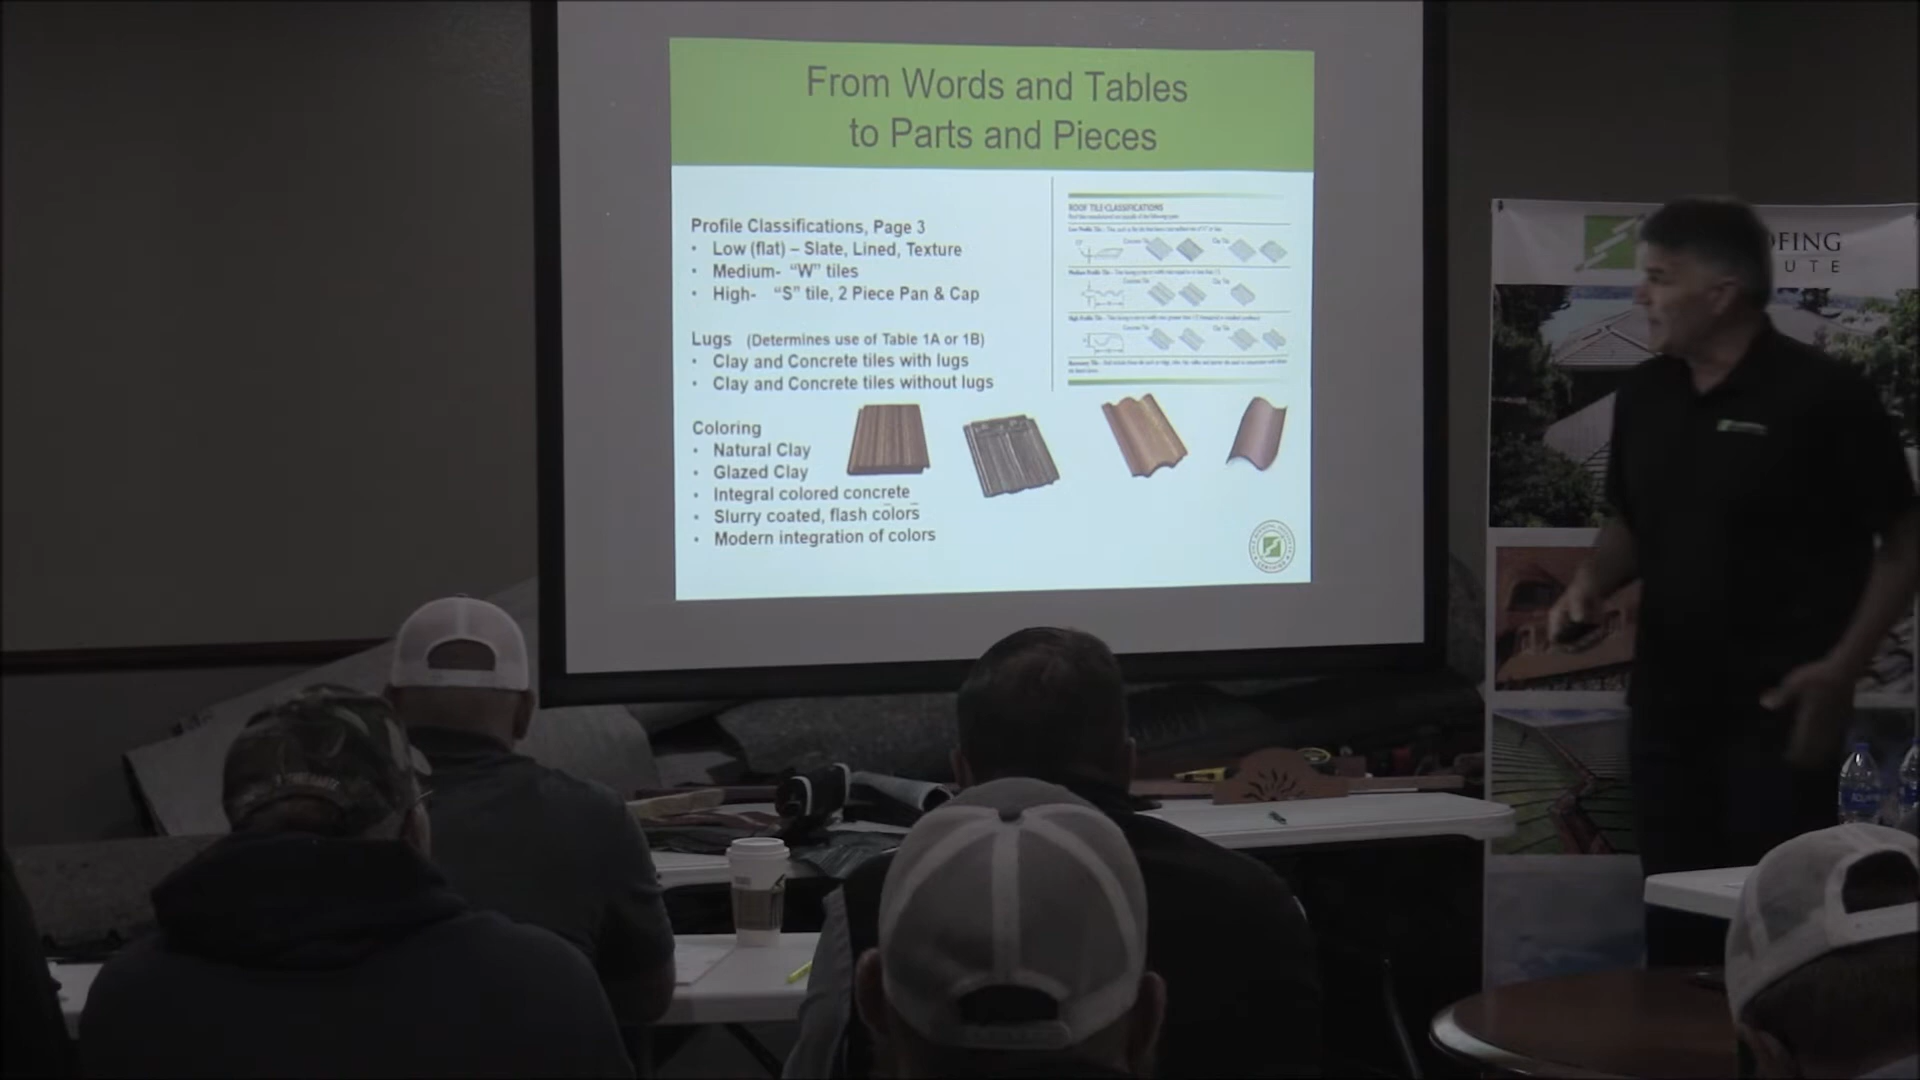 From Words and Tables
to Parts and Pieces
Profile Classifications, Page 3
• Low (flat) – Slate, Lined, Texture
• Medium- “W” tiles
• High- “S” tile, 2 Piece Pan & Cap
Lugs (Determines use of Table 1A or 1B)
• Clay and Concrete tiles with lugs
• Clay and Concrete tiles without lugs
Coloring
• Natural Clay
• Glazed Clay
• Integral colored concrete
• Slurry coated, flash colors
• Modern integration of colors
ROOF TILE CLASSIFICATIONS
OFING
UTE